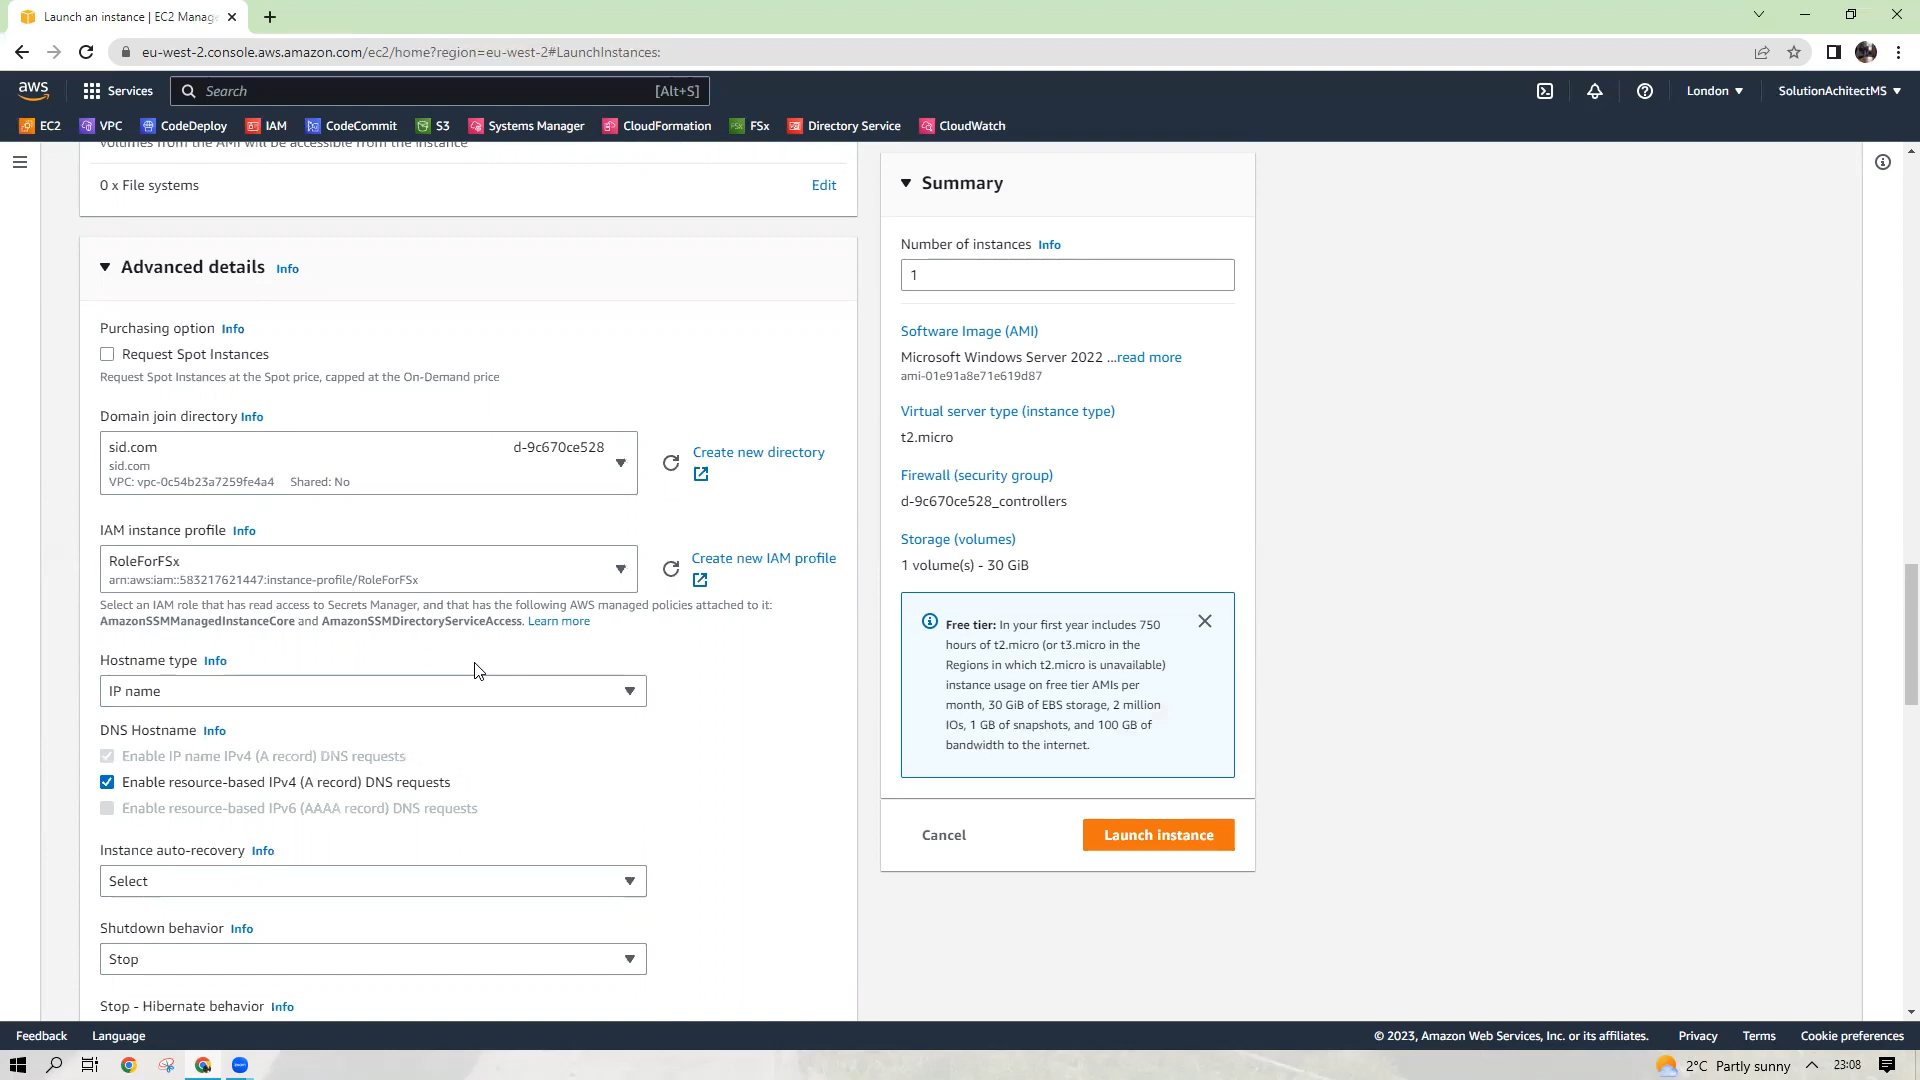 Launch an instance | EC2 Manage
eu-west-2.console.aws.amazon.com/ec2/home?region=eu-west-2#LaunchInstances:
aws
Services
Search
[Alt+S]
London
SolutionAchitectMS
EC2
VPC
CodeDeploy
IAM
CodeCommit
S3
Systems Manager
CloudFormation
FSx
Directory Service
CloudWatch
volumes from the AMI will be accessible from the instance
0 x File systems
Edit
Advanced details Info
Purchasing option Info
Request Spot Instances
Request Spot Instances at the Spot price, capped at the On-Demand price
Domain join directory Info
sid.com d-9c670ce528
sid.com
VPC: vpc-0c54b23a7259fe4a4 Shared: No
Create new directory
IAM instance profile Info
RoleForFSx
arn:aws:iam::583217621447:instance-profile/RoleForFSx
Create new IAM profile
Select an IAM role that has read access to Secrets Manager, and that has the following AWS managed policies attached to it:
AmazonSSMManagedInstanceCore and AmazonSSMDirectoryServiceAccess. Learn more
Hostname type Info
IP name
DNS Hostname Info
Enable IP name IPv4 (A record) DNS requests
Enable resource-based IPv4 (A record) DNS requests
Enable resource-based IPv6 (AAAA record) DNS requests
Instance auto-recovery Info
Select
Shutdown behavior Info
Stop
Stop - Hibernate behavior Info
Summary
Number of instances Info
1
Software Image (AMI)
Microsoft Windows Server 2022 ...read more
ami-01e91a8e71e619d87
Virtual server type (instance type)
t2.micro
Firewall (security group)
d-9c670ce528_controllers
Storage (volumes)
1 volume(s) - 30 GiB
Free tier: In your first year includes 750
hours of t2.micro (or t3.micro in the
Regions in which t2.micro is unavailable)
instance usage on free tier AMIs per
month, 30 GiB of EBS storage, 2 million
IOs, 1 GB of snapshots, and 100 GB of
bandwidth to the internet.
Cancel
Launch instance
Feedback
Language
© 2023, Amazon Web Services, Inc. or its affiliates.
Privacy
Terms
Cookie preferences
2°C Partly sunny
23:08